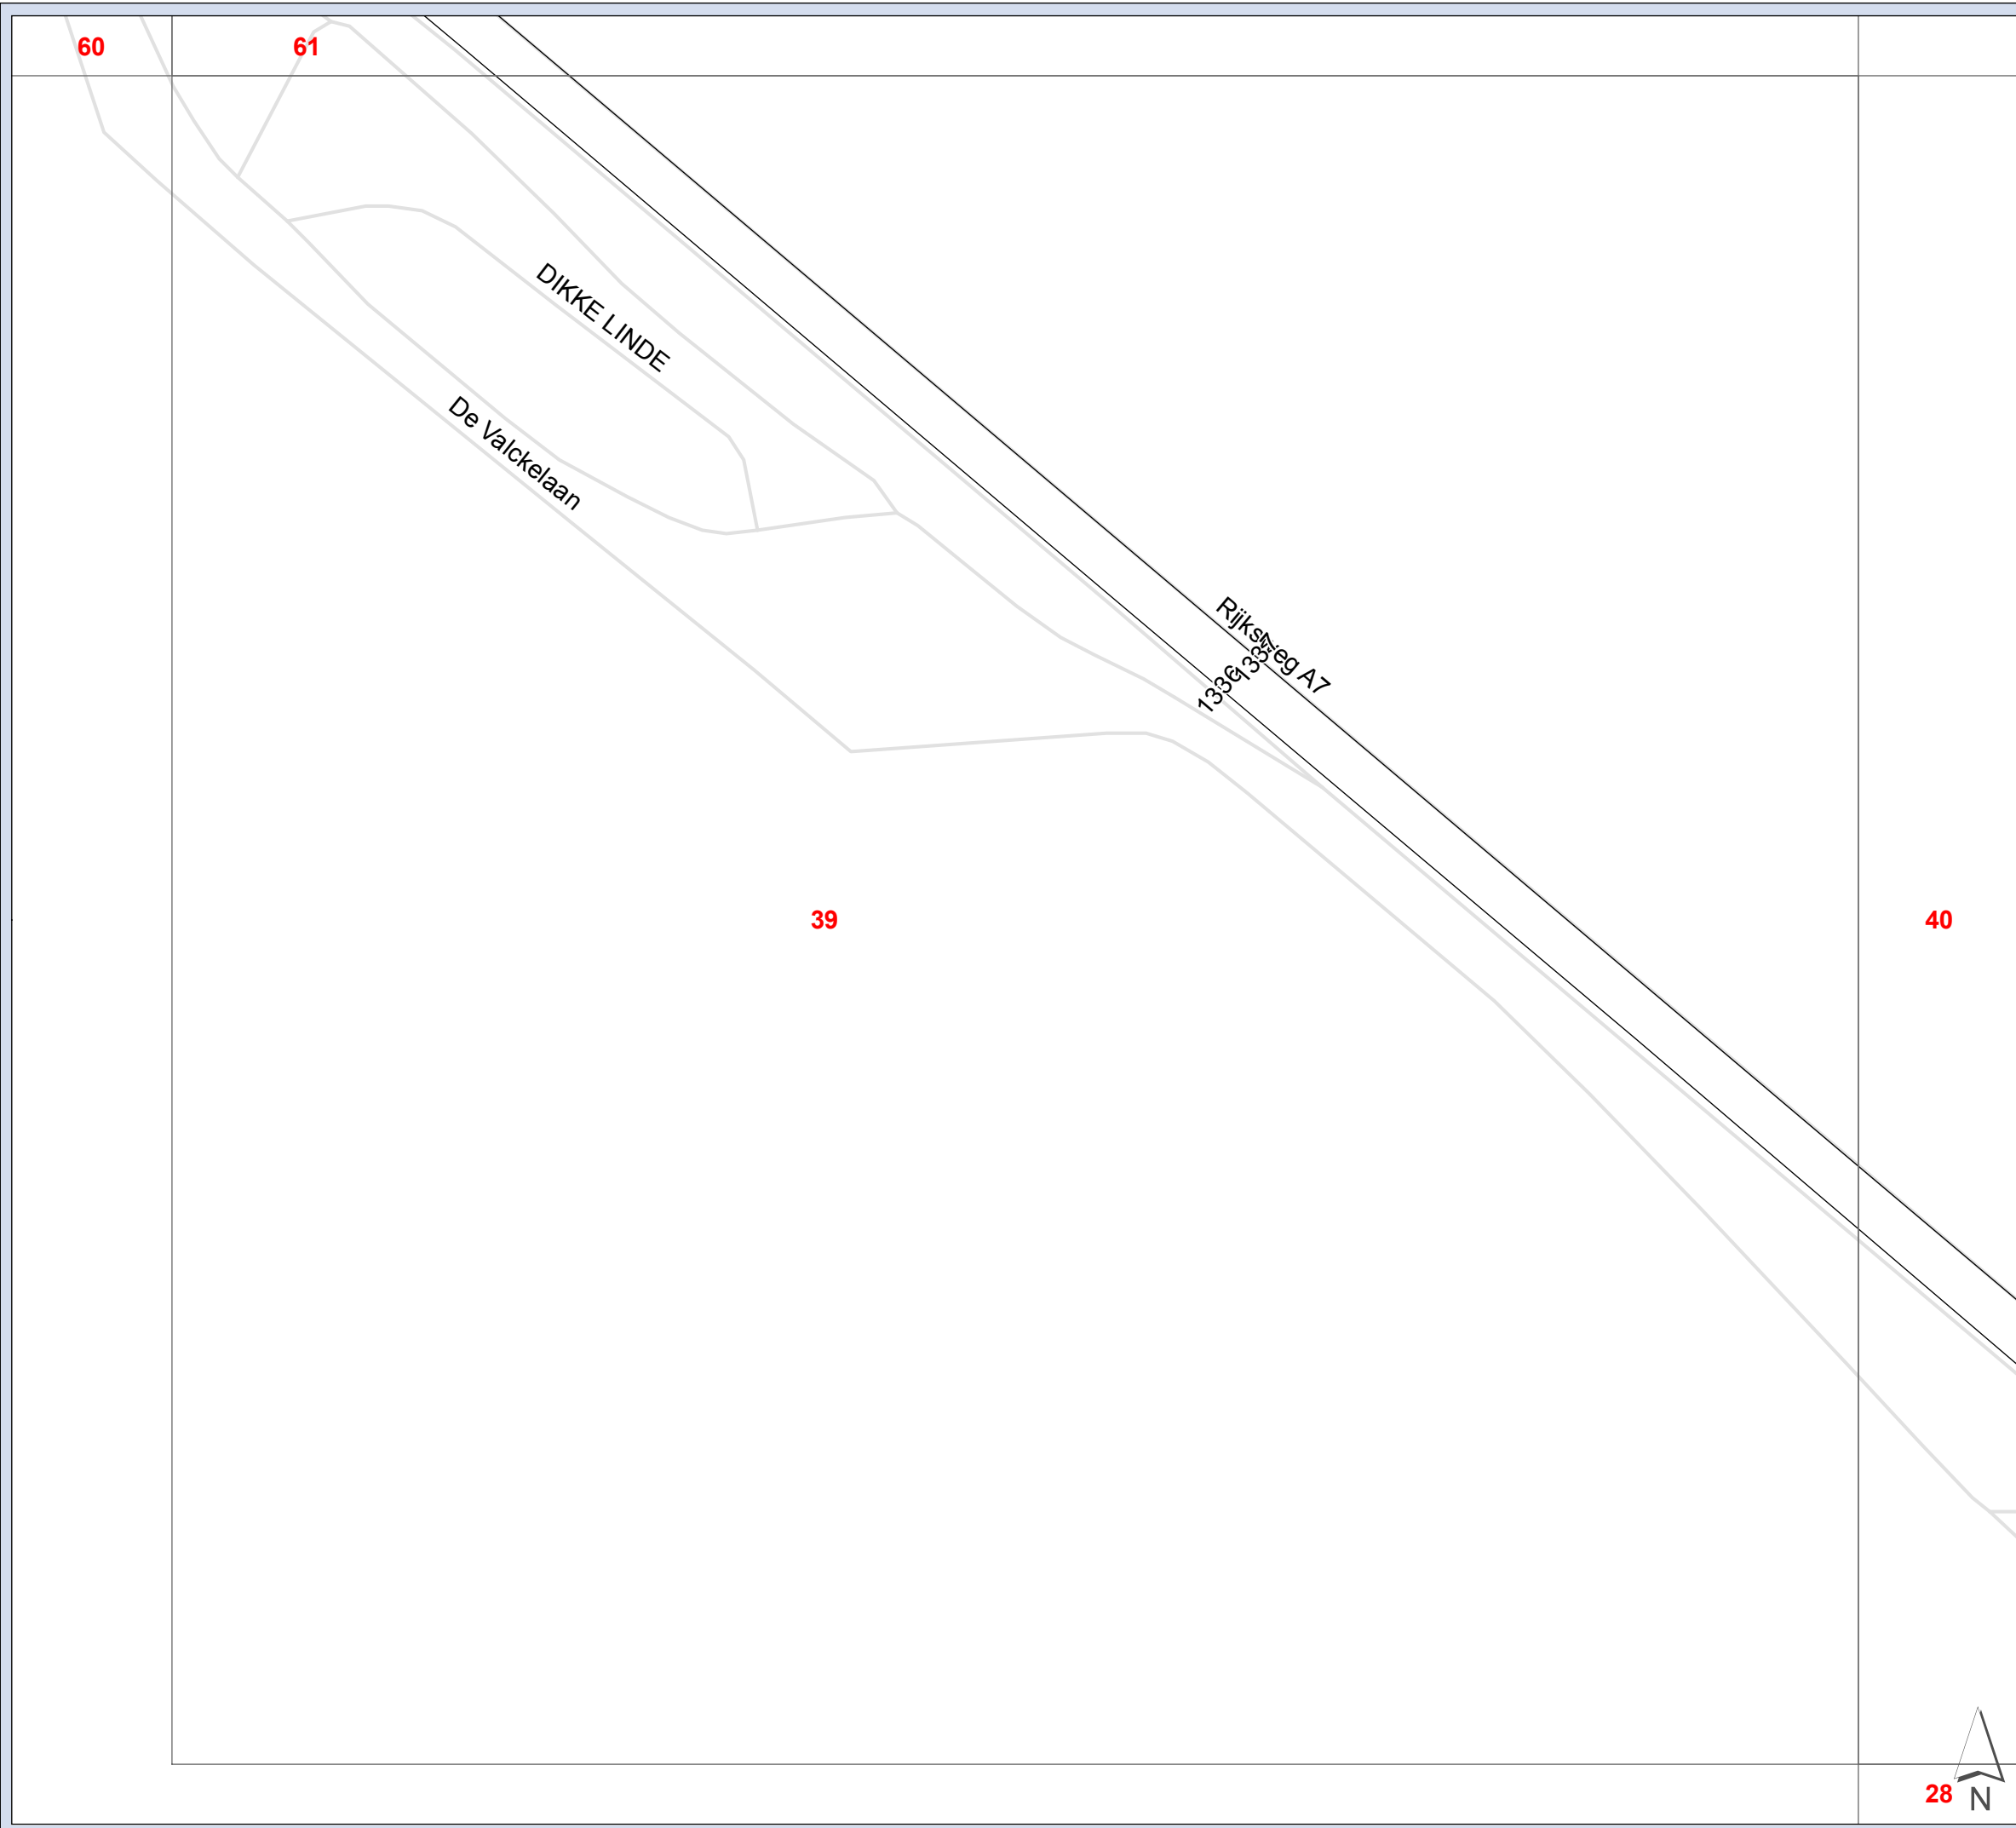 60
61
DIKKE LINDE
De Valckelaan
Rijksweg A7
1336
1337
39
40
28
N